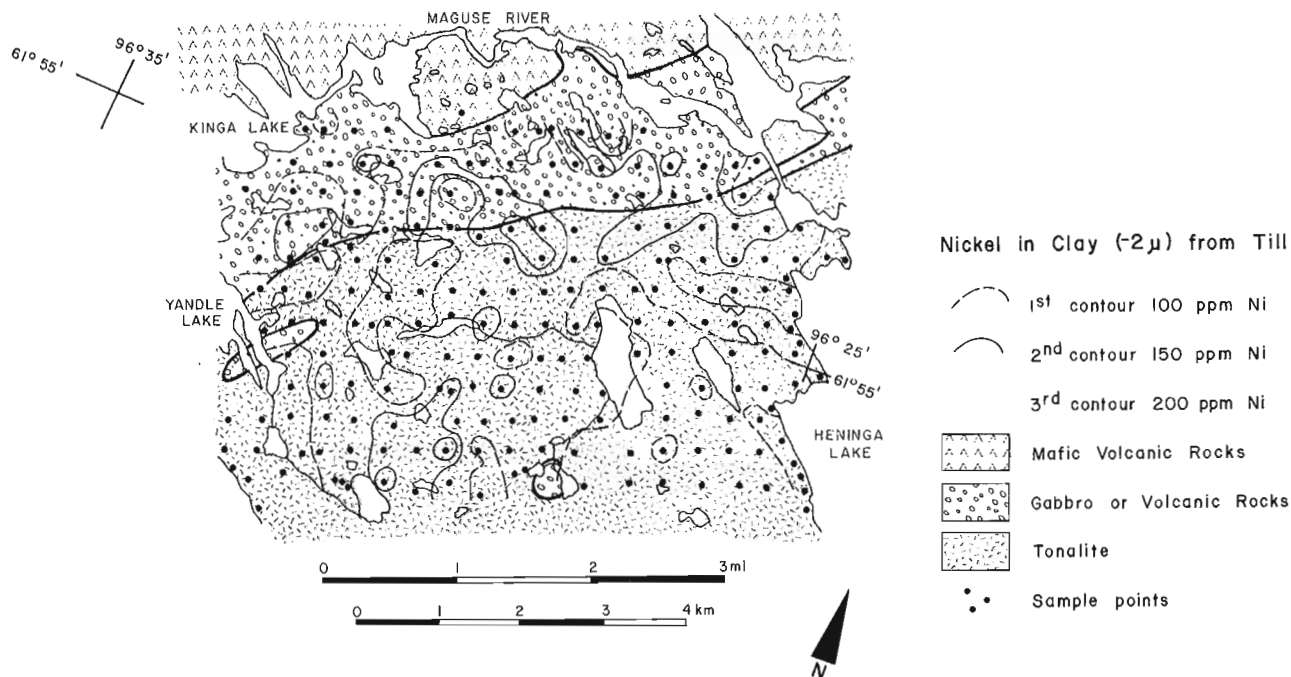 MAGUSE RIVER
96° 35'
61° 55'
KINGA LAKE
YANDLE
LAKE
96° 25'
61° 55'
HENINGA
LAKE
0 1 2 3 mi
0 1 2 3 4 km
N
Nickel in Clay (-2μ) from Till
1st contour 100 ppm Ni
2nd contour 150 ppm Ni
3rd contour 200 ppm Ni
Mafic Volcanic Rocks
Gabbro or Volcanic Rocks
Tonalite
Sample points